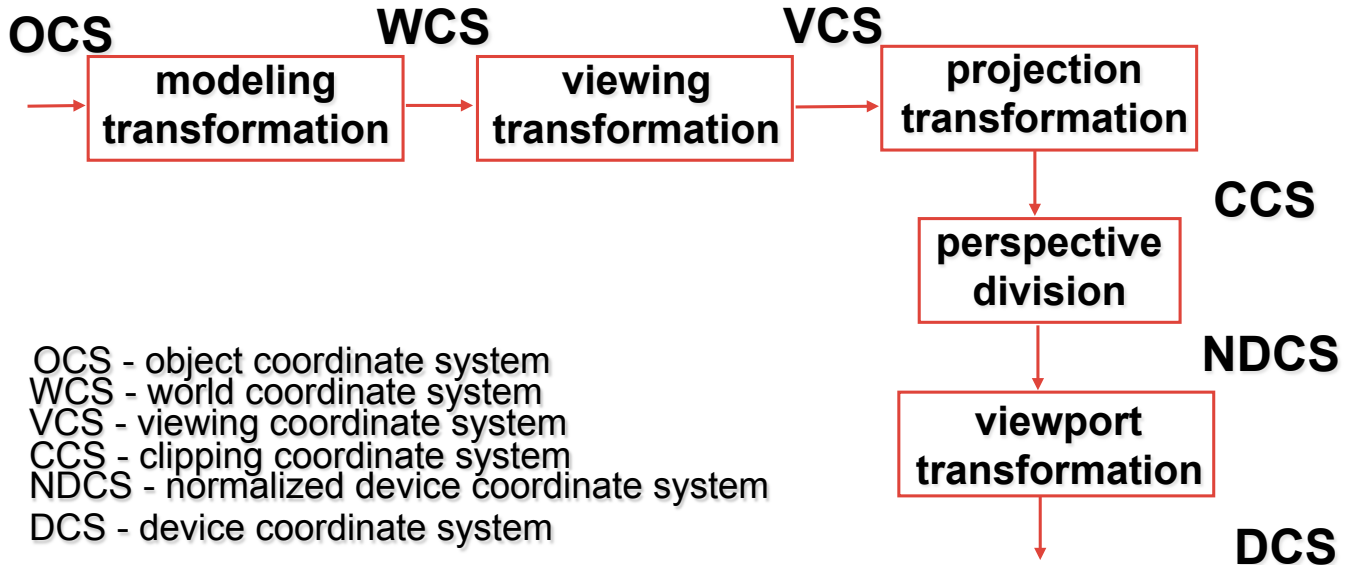 OCS
WCS
VCS
modeling
transformation
viewing
transformation
projection
transformation
CCS
perspective
division
NDCS
viewport
transformation
DCS
OCS - object coordinate system
WCS - world coordinate system
VCS - viewing coordinate system
CCS - clipping coordinate system
NDCS - normalized device coordinate system
DCS - device coordinate system